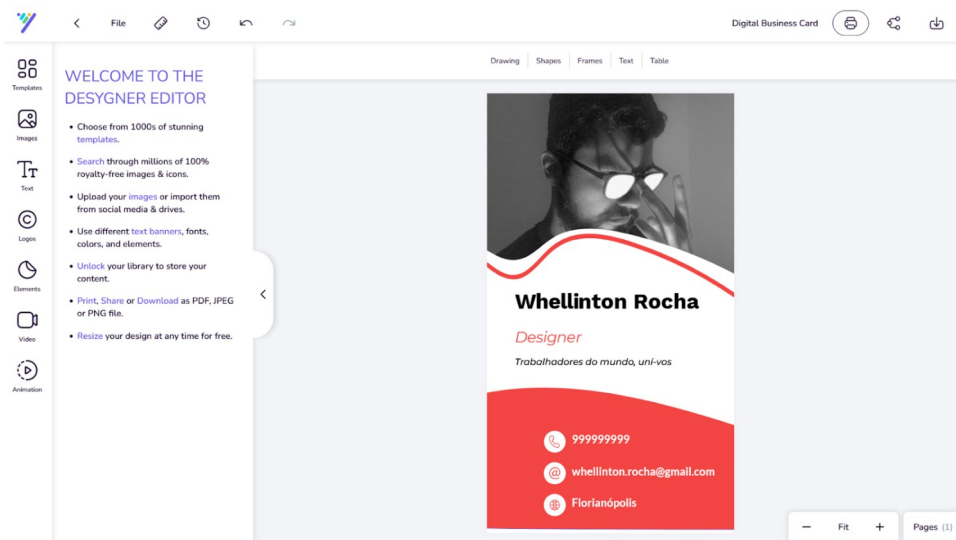 File
Digital Business Card
Drawing
Shapes
Frames
Text
Table
Templates
Images
Text
Logos
Elements
Video
Animation
WELCOME TO THE
DESYGNER EDITOR
• Choose from 1000s of stunning
templates.
• Search through millions of 100%
royalty-free images & icons.
• Upload your images or import them
from social media & drives.
• Use different text banners, fonts,
colors, and elements.
• Unlock your library to store your
content.
• Print, Share or Download as PDF, JPEG
or PNG file.
• Resize your design at any time for free.
Whellinton Rocha
Designer
Trabalhadores do mundo, uní-vos
999999999
@ whellinton.rocha@gmail.com
Florianópolis
Fit
Pages (1)